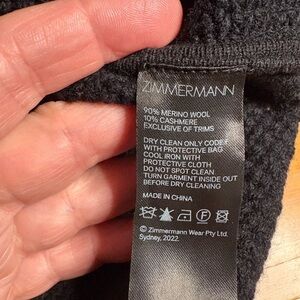 ZIMMERMANN
90% MERINO WOOL
10% CASHMERE
EXCLUSIVE OF TRIMS
DRY CLEAN ONLY CODE F
WITH PROTECTIVE BAG
COOL IRON WITH
PROTECTIVE CLOTH
DO NOT SPOT CLEAN
TURN GARMENT INSIDE OUT
BEFORE DRY CLEANING
MADE IN CHINA
F
© Zimmermann Wear Pty Ltd.
Sydney, 2022